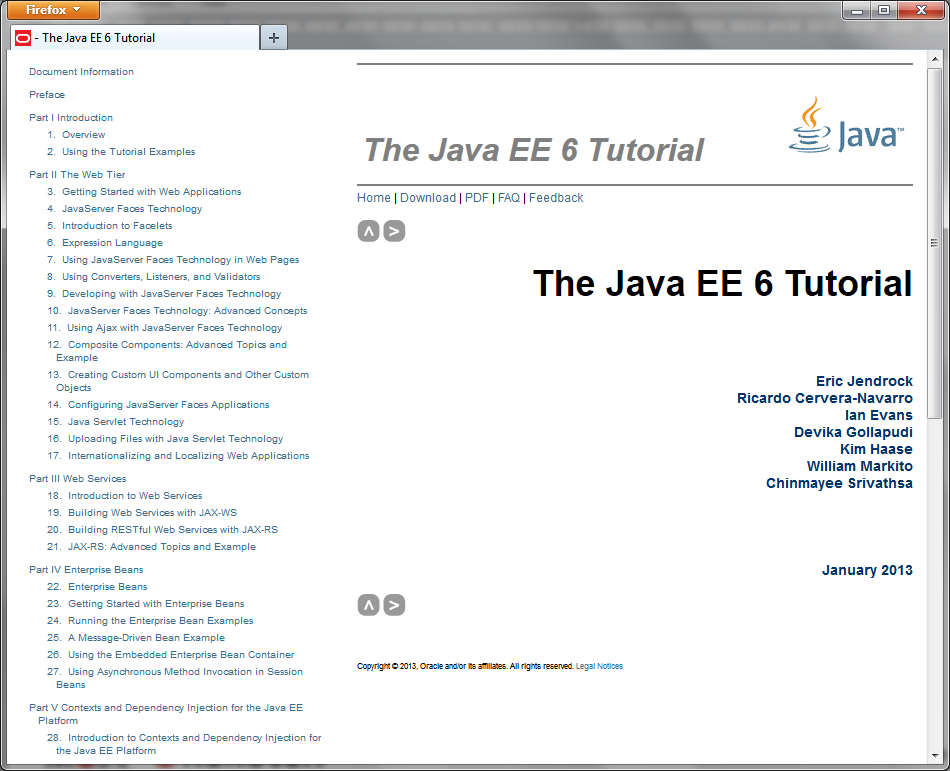 Firefox
- The Java EE 6 Tutorial
Document Information
Preface
Part I Introduction
1. Overview
2. Using the Tutorial Examples
Part II The Web Tier
3. Getting Started with Web Applications
4. JavaServer Faces Technology
5. Introduction to Facelets
6. Expression Language
7. Using JavaServer Faces Technology in Web Pages
8. Using Converters, Listeners, and Validators
9. Developing with JavaServer Faces Technology
10. JavaServer Faces Technology: Advanced Concepts
11. Using Ajax with JavaServer Faces Technology
12. Composite Components: Advanced Topics and
Example
13. Creating Custom UI Components and Other Custom
Objects
14. Configuring JavaServer Faces Applications
15. Java Servlet Technology
16. Uploading Files with Java Servlet Technology
17. Internationalizing and Localizing Web Applications
Part III Web Services
18. Introduction to Web Services
19. Building Web Services with JAX-WS
20. Building RESTful Web Services with JAX-RS
21. JAX-RS: Advanced Topics and Example
Part IV Enterprise Beans
22. Enterprise Beans
23. Getting Started with Enterprise Beans
24. Running the Enterprise Bean Examples
25. A Message-Driven Bean Example
26. Using the Embedded Enterprise Bean Container
27. Using Asynchronous Method Invocation in Session
Beans
Part V Contexts and Dependency Injection for the Java EE
Platform
28. Introduction to Contexts and Dependency Injection for
the Java EE Platform
The Java EE 6 Tutorial
Java™
Home | Download | PDF | FAQ | Feedback
The Java EE 6 Tutorial
Eric Jendrock
Ricardo Cervera-Navarro
Ian Evans
Devika Gollapudi
Kim Haase
William Markito
Chinmayee Srivathsa
January 2013
Copyright © 2013, Oracle and/or its affiliates. All rights reserved. Legal Notices